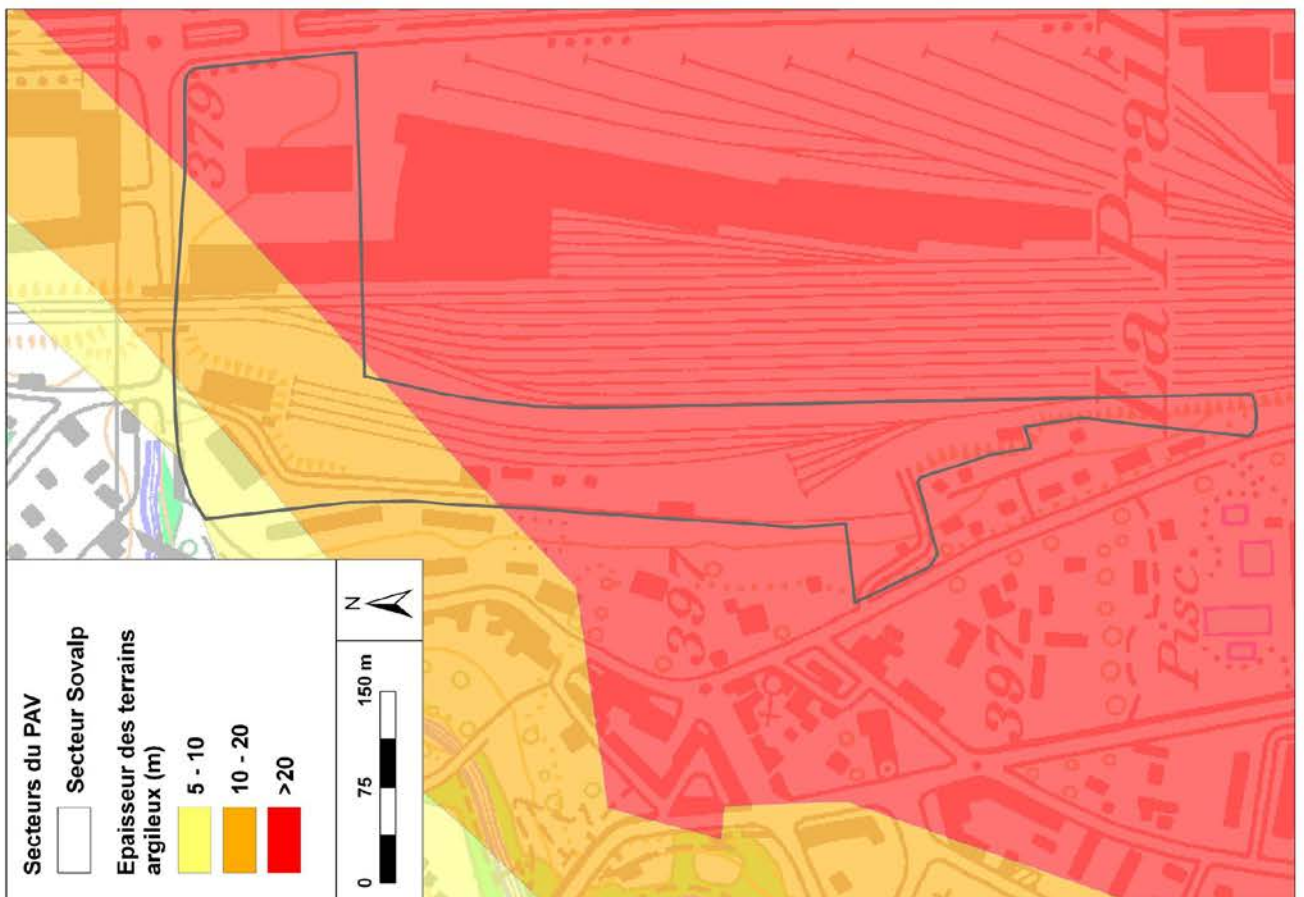 Secteurs du PAV
Secteur Sovalp
Epaisseur des terrains
argileux (m)
5 - 10
10 - 20
>20
0 75 150 m
N
379
397
397
Pisc.
La Prail